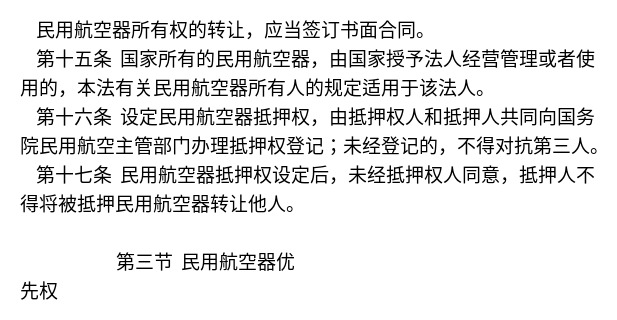 民用航空器所有权的转让，应当签订书面合同。
第十五条 国家所有的民用航空器，由国家授予法人经营管理或者使
用的，本法有关民用航空器所有人的规定适用于该法人。
第十六条 设定民用航空器抵押权，由抵押权人和抵押人共同向国务
院民用航空主管部门办理抵押权登记；未经登记的，不得对抗第三人。
第十七条 民用航空器抵押权设定后，未经抵押权人同意，抵押人不
得将被抵押民用航空器转让他人。
第三节 民用航空器优
先权